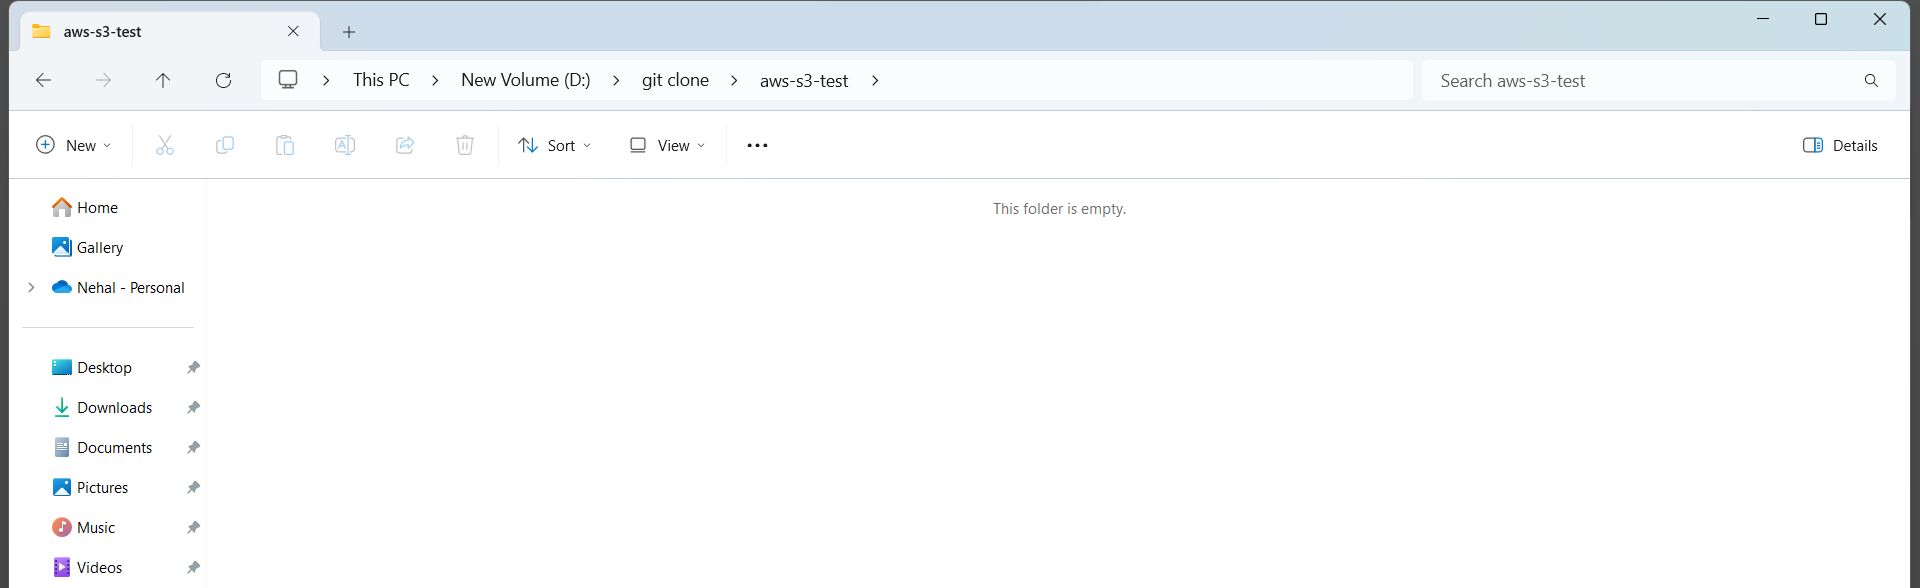 aws-s3-test
This PC > New Volume (D:) > git clone > aws-s3-test >
Search aws-s3-test
New
Sort
View
Details
Home
This folder is empty.
Gallery
Nehal - Personal
Desktop
Downloads
Documents
Pictures
Music
Videos